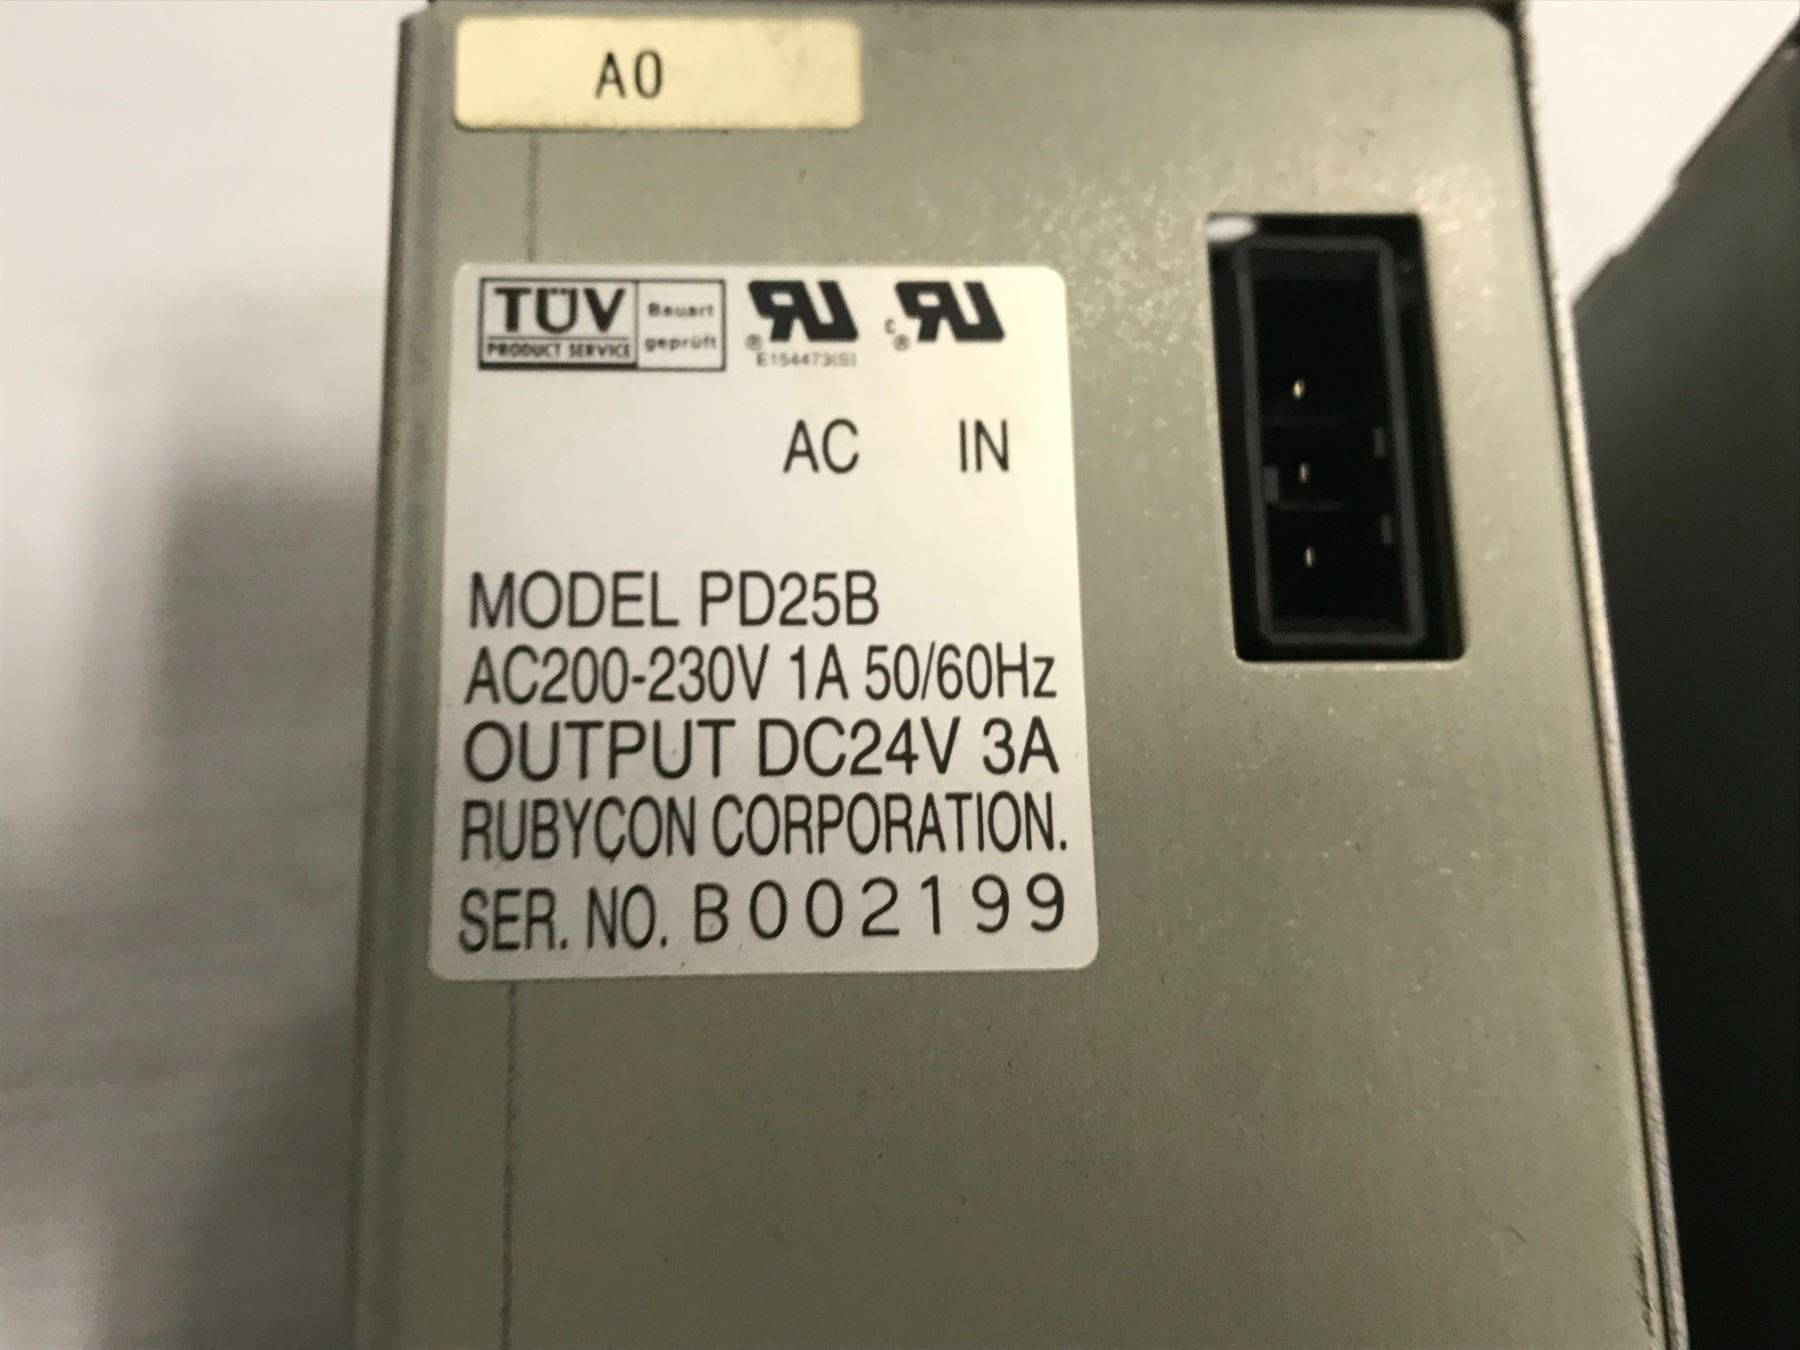 A0
TÜV
PRODUCT SERVICE
Bauart
geprüft
E154473(S)
AC IN
MODEL PD25B
AC200-230V 1A 50/60Hz
OUTPUT DC24V 3A
RUBYCON CORPORATION.
SER. NO. B002199